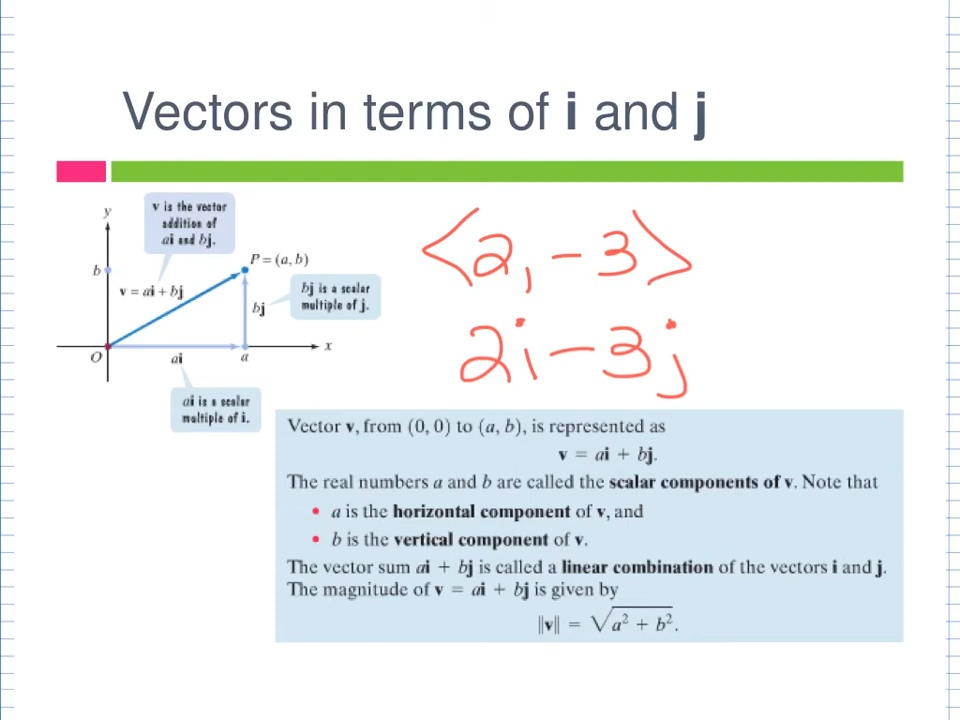 Vectors in terms of i and j
v is the vector
addition of
ai and bj.
y
P = (a, b)
b
v = ai + bj
bj
bj is a scalar
multiple of j.
O
ai
a
x
ai is a scalar
multiple of i.
<2, -3>
2i - 3j
Vector v, from (0, 0) to (a, b), is represented as
v = ai + bj.
The real numbers a and b are called the scalar components of v. Note that
• a is the horizontal component of v, and
• b is the vertical component of v.
The vector sum ai + bj is called a linear combination of the vectors i and j.
The magnitude of v = ai + bj is given by
‖v‖ = √(a² + b²).